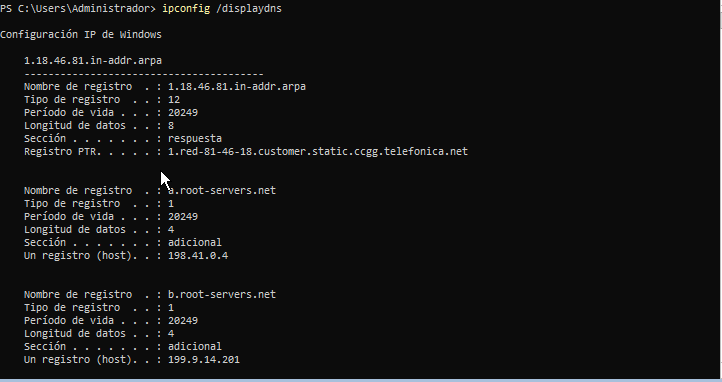 PS C:\Users\Administrador> ipconfig /displaydns
Configuración IP de Windows
1.18.46.81.in-addr.arpa
----------------------------------------
Nombre de registro . : 1.18.46.81.in-addr.arpa
Tipo de registro . . : 12
Período de vida . . . : 20249
Longitud de datos . . : 8
Sección . . . . . . . : respuesta
Registro PTR. . . . . : 1.red-81-46-18.customer.static.ccgg.telefonica.net
Nombre de registro . : a.root-servers.net
Tipo de registro . . : 1
Período de vida . . . : 20249
Longitud de datos . . : 4
Sección . . . . . . . : adicional
Un registro (host). . : 198.41.0.4
Nombre de registro . : b.root-servers.net
Tipo de registro . . : 1
Período de vida . . . : 20249
Longitud de datos . . : 4
Sección . . . . . . . : adicional
Un registro (host). . : 199.9.14.201